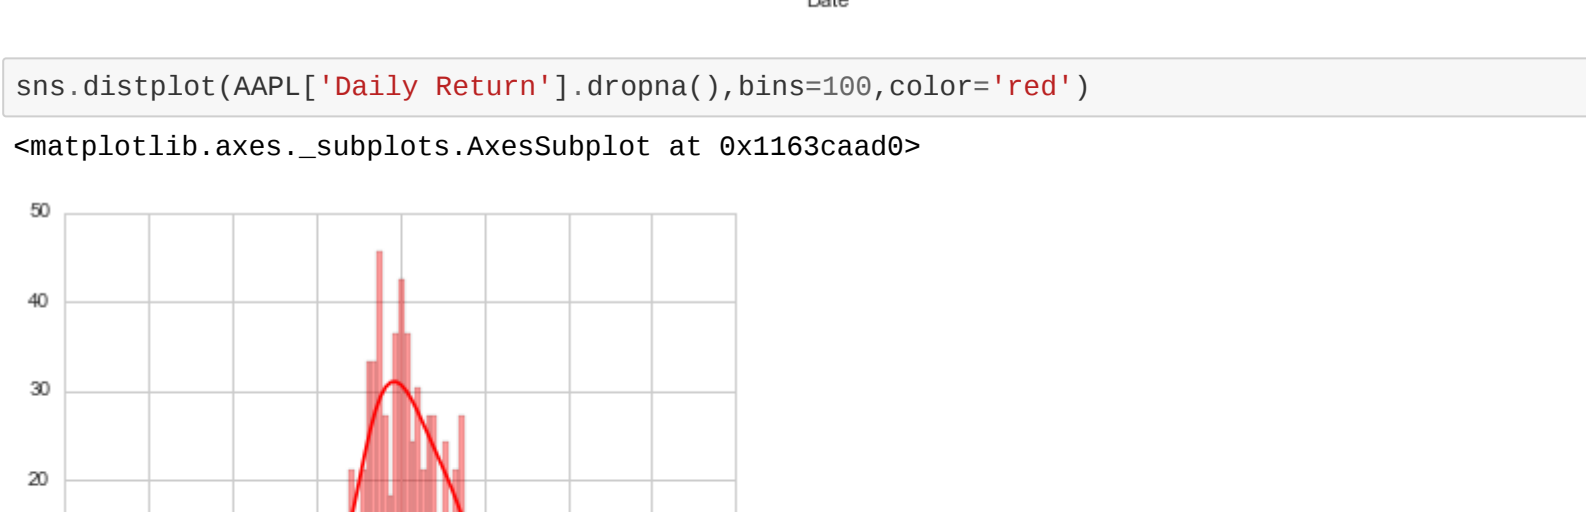 Date
sns.distplot(AAPL['Daily Return'].dropna(),bins=100,color='red')
<matplotlib.axes._subplots.AxesSubplot at 0x1163caad0>
50
40
30
20